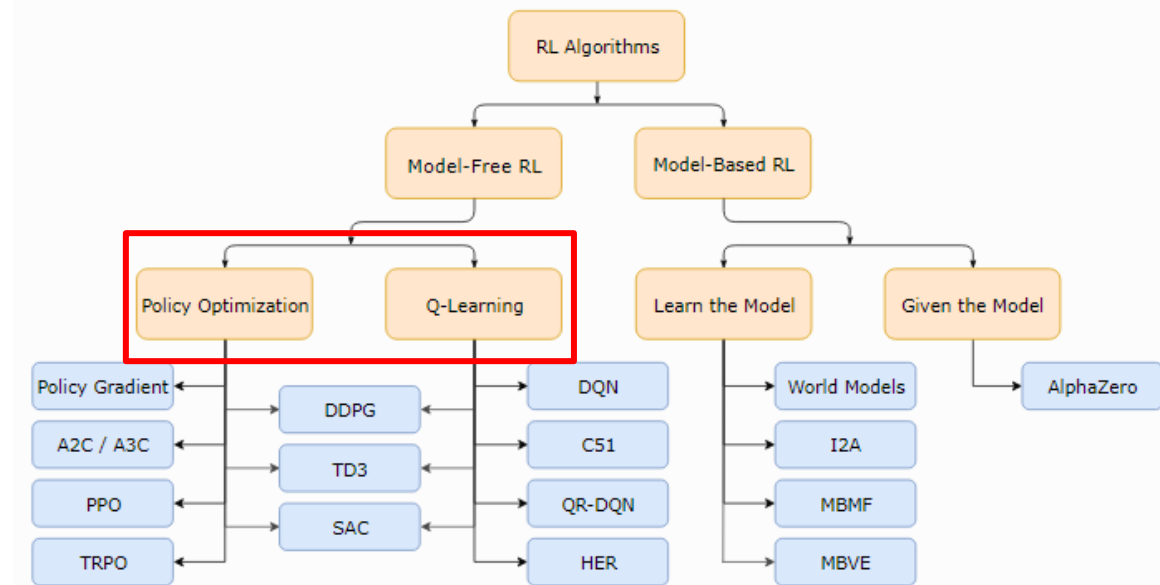 RL Algorithms
Model-Free RL
Model-Based RL
Policy Optimization
Q-Learning
Learn the Model
Given the Model
Policy Gradient
DDPG
DQN
World Models
AlphaZero
A2C / A3C
TD3
C51
I2A
PPO
SAC
QR-DQN
MBMF
TRPO
HER
MBVE